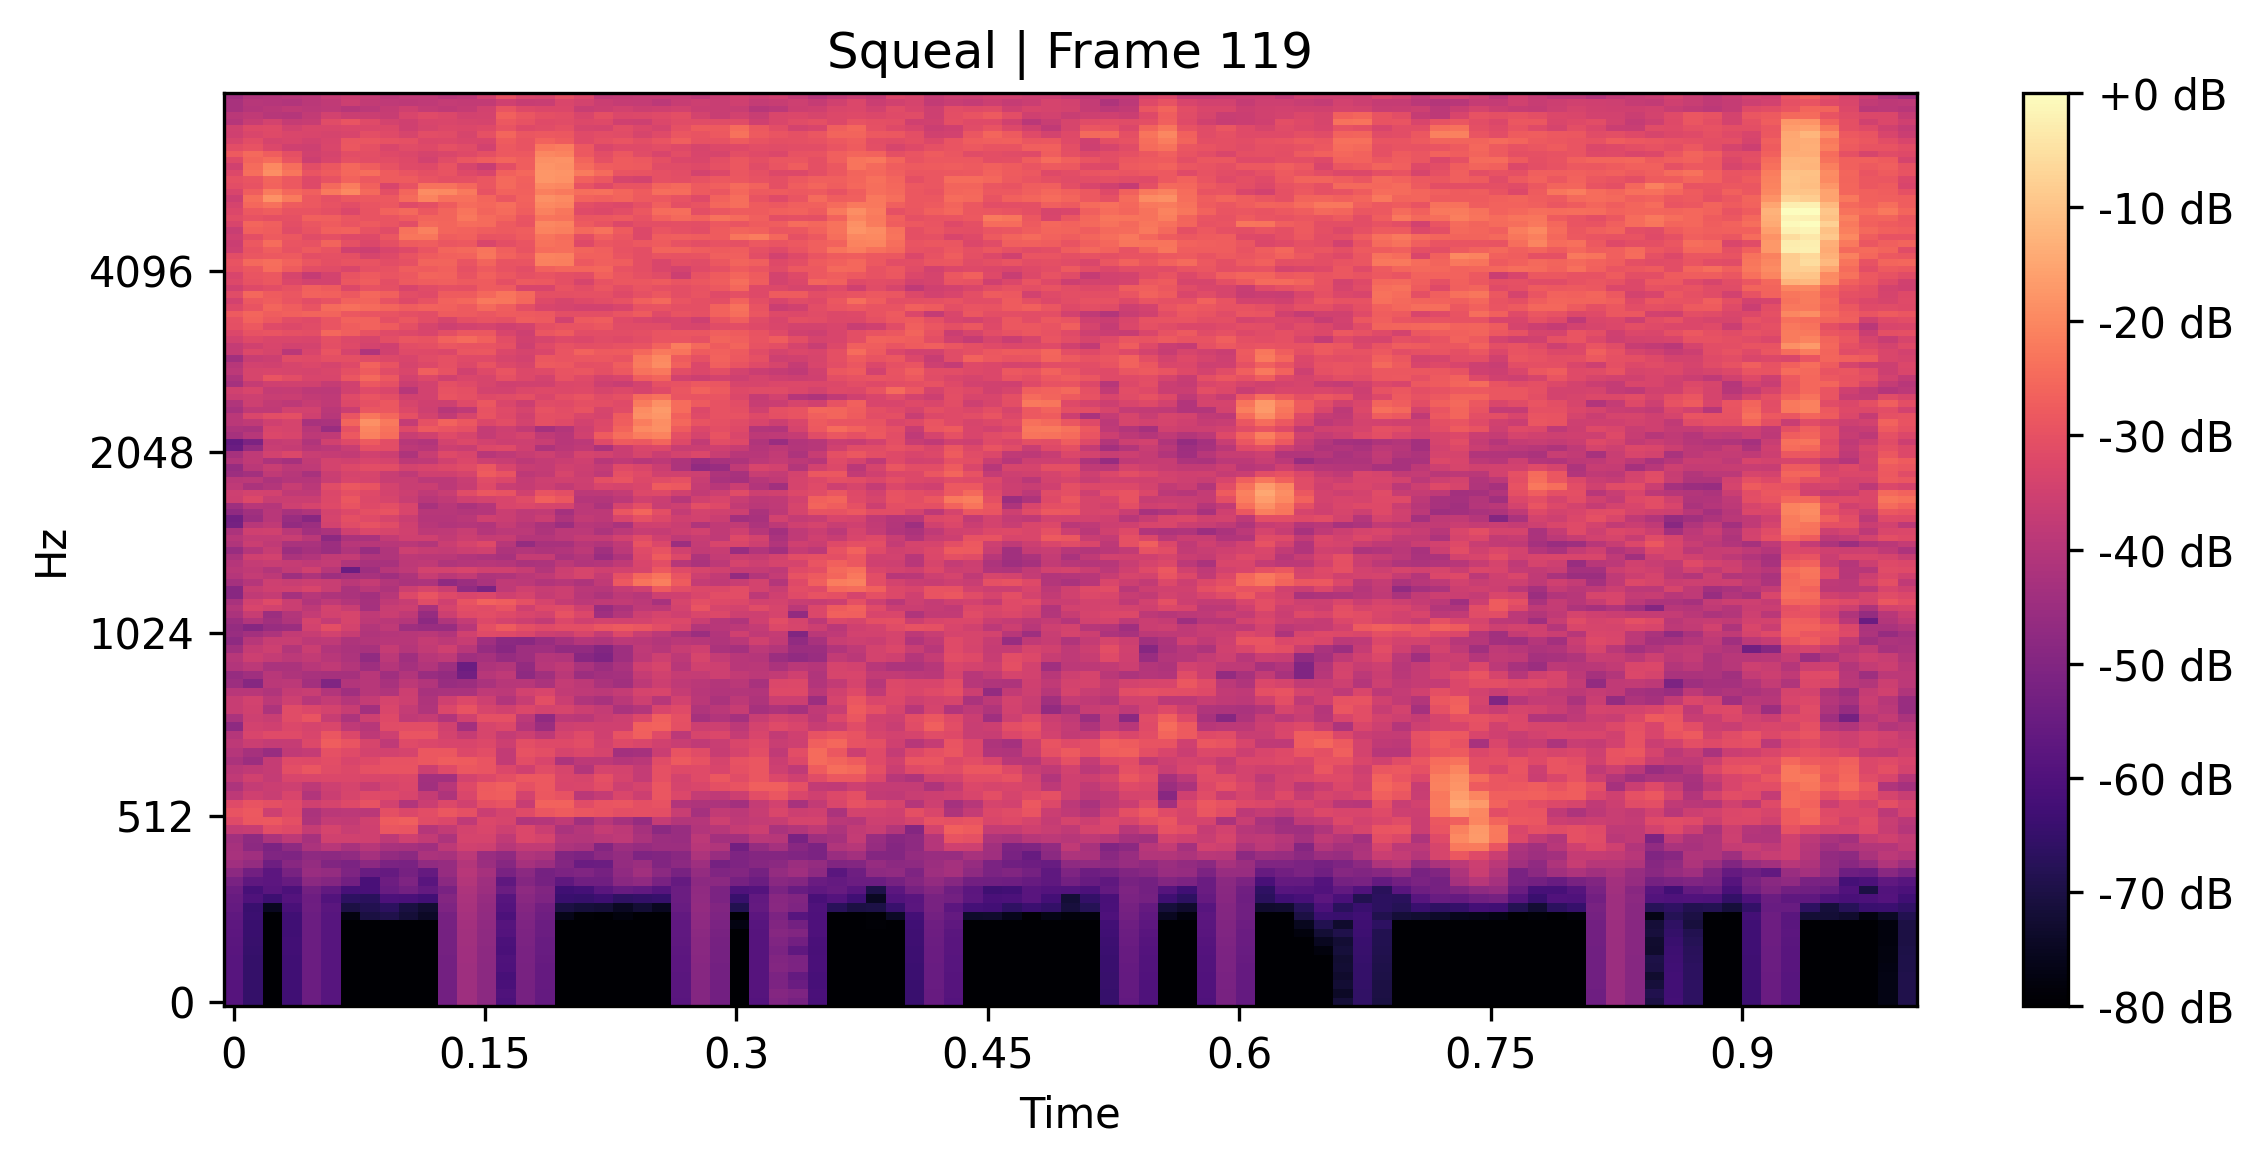 Squeal | Frame 119
+0 dB
-10 dB
-20 dB
-30 dB
-40 dB
-50 dB
-60 dB
-70 dB
-80 dB
Hz
4096
2048
1024
512
0
0 0.15 0.3 0.45 0.6 0.75 0.9
Time